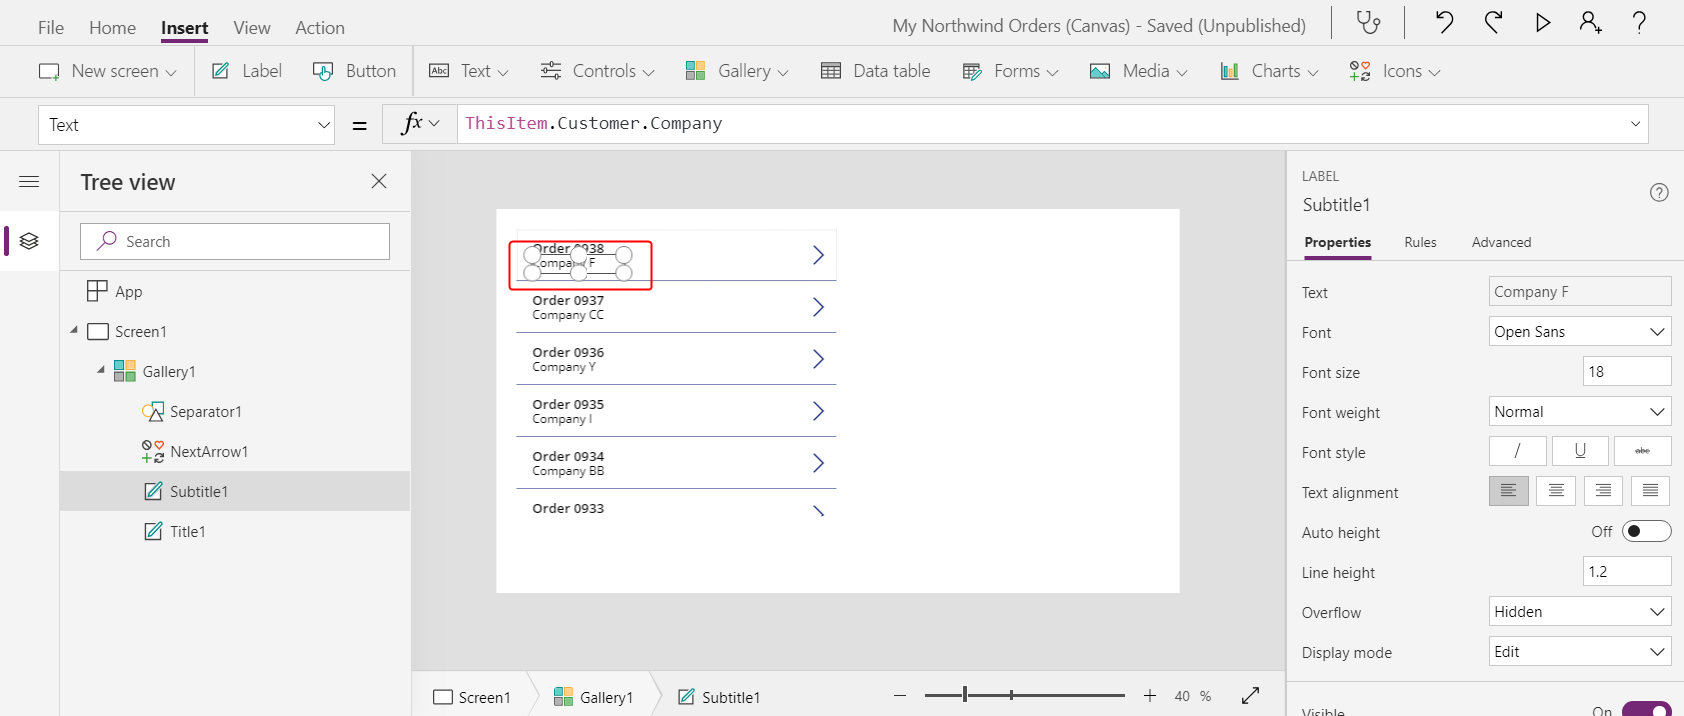 File Home Insert View Action
My Northwind Orders (Canvas) - Saved (Unpublished)
New screen Label Button Abc Text Controls Gallery Data table Forms Media Charts Icons
Text = fx ThisItem.Customer.Company
Tree view
Search
App
Screen1
Gallery1
Separator1
NextArrow1
Subtitle1
Title1
Order 0938
Company F
Order 0937
Company CC
Order 0936
Company Y
Order 0935
Company I
Order 0934
Company BB
Order 0933
Screen1 Gallery1 Subtitle1
40 %
LABEL
Subtitle1
Properties Rules Advanced
Text Company F
Font Open Sans
Font size 18
Font weight Normal
Font style / U abc
Text alignment
Auto height Off
Line height 1.2
Overflow Hidden
Display mode Edit
Visible On